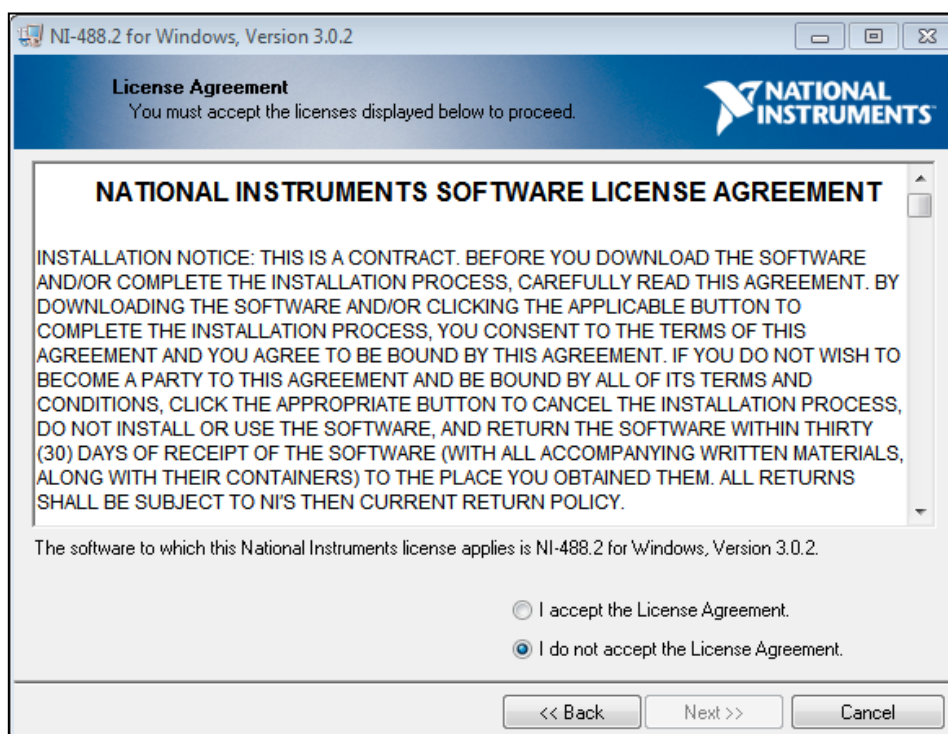 NI-488.2 for Windows, Version 3.0.2
License Agreement
You must accept the licenses displayed below to proceed.
NATIONAL
INSTRUMENTS
NATIONAL INSTRUMENTS SOFTWARE LICENSE AGREEMENT
INSTALLATION NOTICE: THIS IS A CONTRACT. BEFORE YOU DOWNLOAD THE SOFTWARE
AND/OR COMPLETE THE INSTALLATION PROCESS, CAREFULLY READ THIS AGREEMENT. BY
DOWNLOADING THE SOFTWARE AND/OR CLICKING THE APPLICABLE BUTTON TO
COMPLETE THE INSTALLATION PROCESS, YOU CONSENT TO THE TERMS OF THIS
AGREEMENT AND YOU AGREE TO BE BOUND BY THIS AGREEMENT. IF YOU DO NOT WISH TO
BECOME A PARTY TO THIS AGREEMENT AND BE BOUND BY ALL OF ITS TERMS AND
CONDITIONS, CLICK THE APPROPRIATE BUTTON TO CANCEL THE INSTALLATION PROCESS,
DO NOT INSTALL OR USE THE SOFTWARE, AND RETURN THE SOFTWARE WITHIN THIRTY
(30) DAYS OF RECEIPT OF THE SOFTWARE (WITH ALL ACCOMPANYING WRITTEN MATERIALS,
ALONG WITH THEIR CONTAINERS) TO THE PLACE YOU OBTAINED THEM. ALL RETURNS
SHALL BE SUBJECT TO NI'S THEN CURRENT RETURN POLICY.
The software to which this National Instruments license applies is NI-488.2 for Windows, Version 3.0.2.
I accept the License Agreement.
I do not accept the License Agreement.
<< Back
Next >>
Cancel